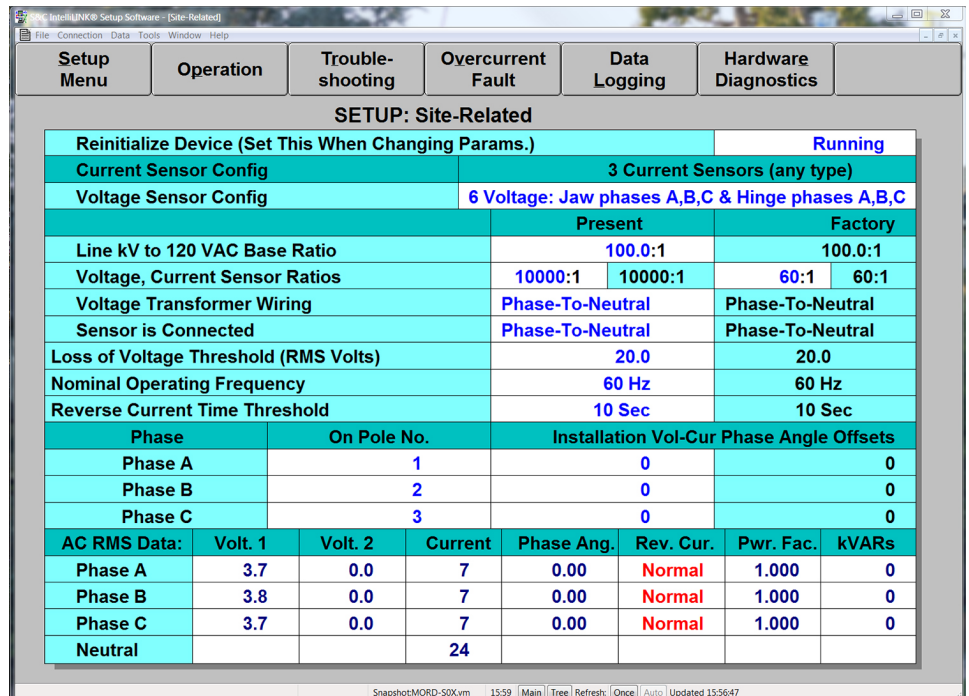 S&C IntelliLINK® Setup Software - [Site-Related]
File Connection Data Tools Window Help
Setup Menu Operation Trouble-shooting Overcurrent Fault Data Logging Hardware Diagnostics
SETUP: Site-Related
Reinitialize Device (Set This When Changing Params.) Running
Current Sensor Config 3 Current Sensors (any type)
Voltage Sensor Config 6 Voltage: Jaw phases A,B,C & Hinge phases A,B,C
Present Factory
Line kV to 120 VAC Base Ratio 100.0:1 100.0:1
Voltage, Current Sensor Ratios 10000:1 10000:1 60:1 60:1
Voltage Transformer Wiring Phase-To-Neutral Phase-To-Neutral
Sensor is Connected Phase-To-Neutral Phase-To-Neutral
Loss of Voltage Threshold (RMS Volts) 20.0 20.0
Nominal Operating Frequency 60 Hz 60 Hz
Reverse Current Time Threshold 10 Sec 10 Sec
Phase On Pole No. Installation Vol-Cur Phase Angle Offsets
Phase A 1 0 0
Phase B 2 0 0
Phase C 3 0 0
AC RMS Data: Volt. 1 Volt. 2 Current Phase Ang. Rev. Cur. Pwr. Fac. kVARs
Phase A 3.7 0.0 7 0.00 Normal 1.000 0
Phase B 3.8 0.0 7 0.00 Normal 1.000 0
Phase C 3.7 0.0 7 0.00 Normal 1.000 0
Neutral 24
Snapshot:MORD-S0X.vm 15:59 Main Tree Refresh: Once Auto Updated 15:56:47